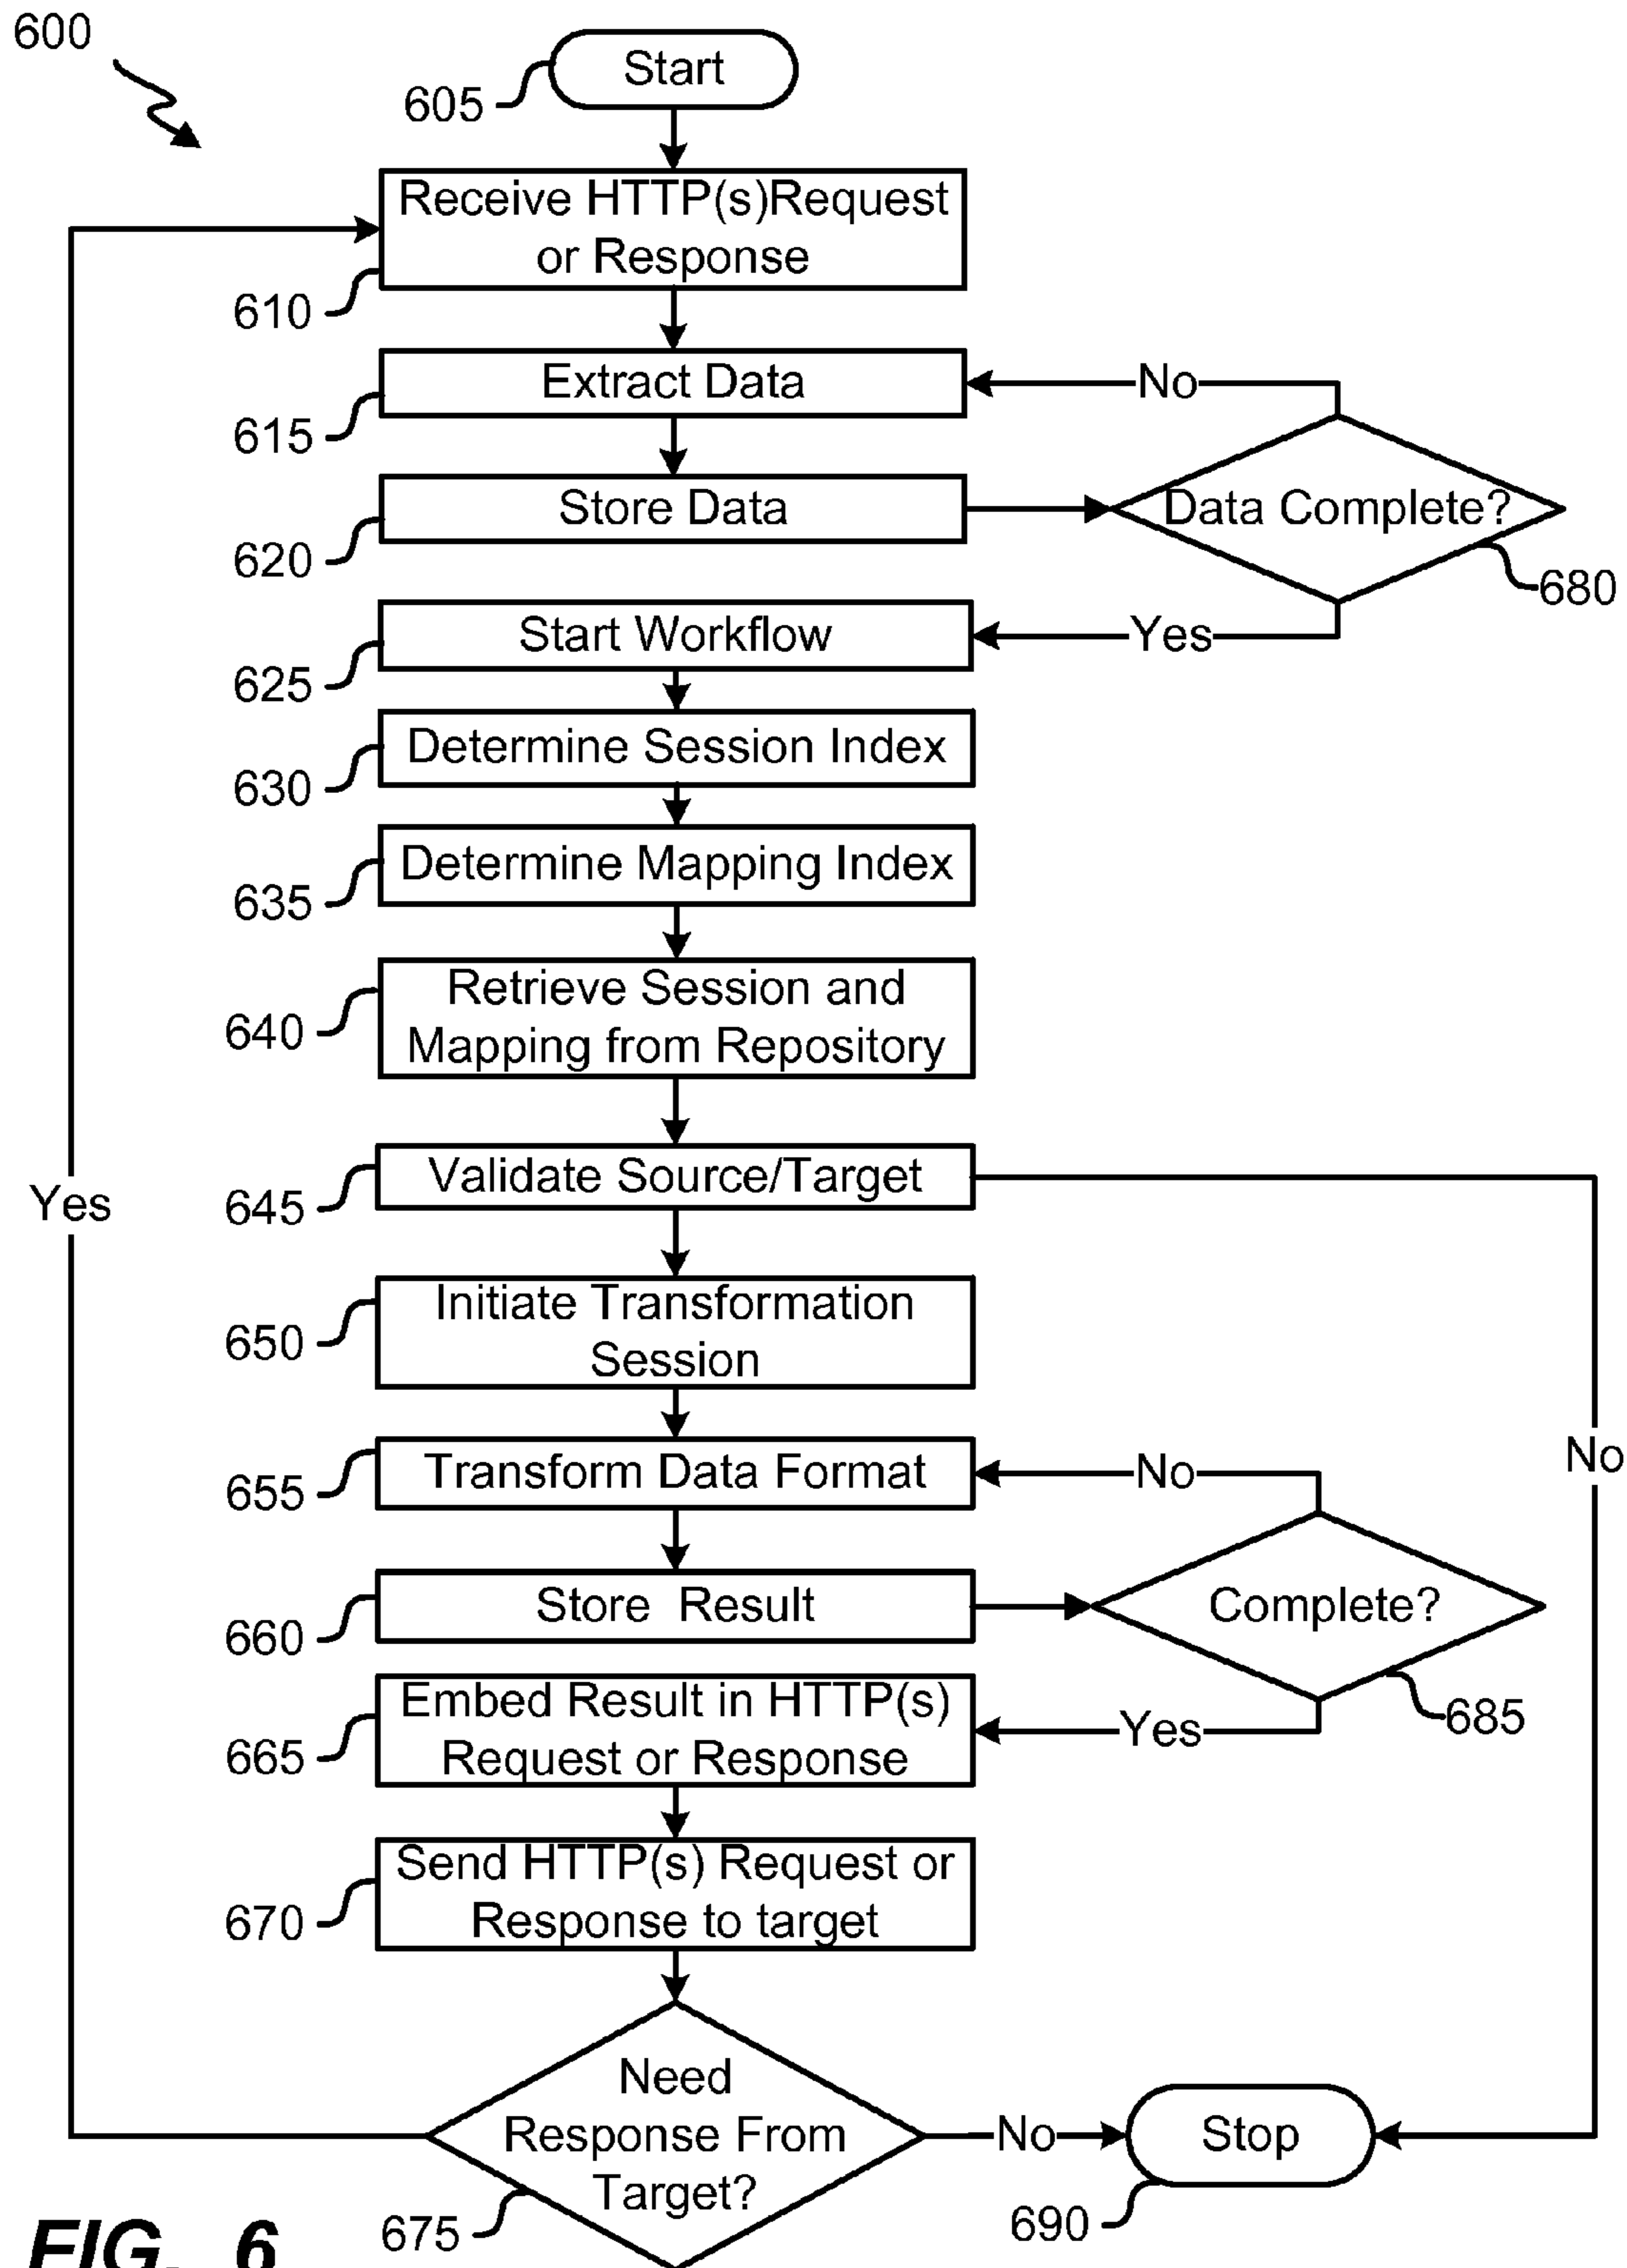 600
Start
605
Receive HTTP(s)Request
or Response
610
Extract Data
No
615
Store Data
Data Complete?
620
680
Start Workflow
Yes
625
Determine Session Index
630
Determine Mapping Index
635
Retrieve Session and
Mapping from Repository
640
Validate Source/Target
645
Yes
Initiate Transformation
Session
650
Transform Data Format
No
No
655
Store Result
Complete?
660
Embed Result in HTTP(s)
Request or Response
Yes
685
665
Send HTTP(s) Request or
Response to target
670
Need
Response From
Target?
No
Stop
675
690
FIG. 6